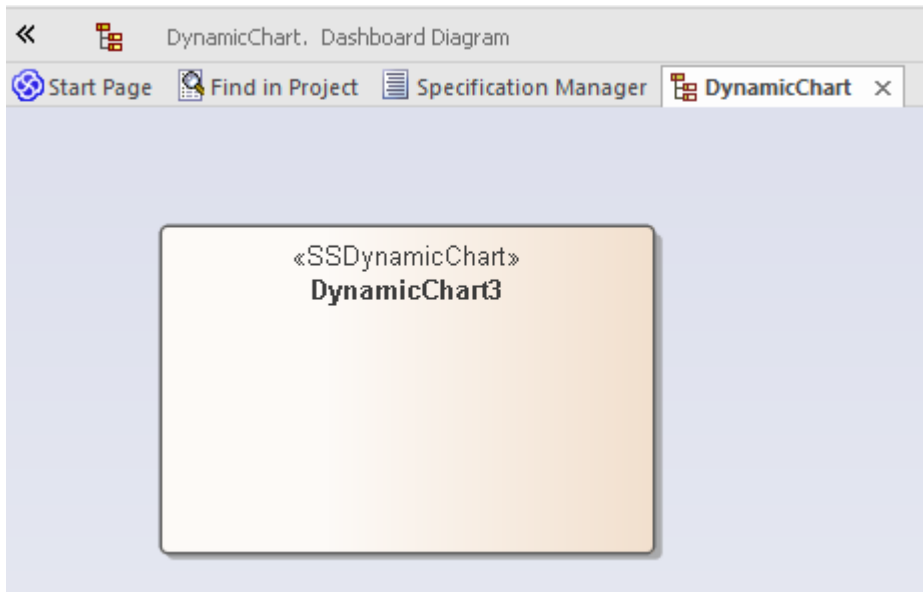 DynamicChart. Dashboard Diagram
Start Page Find in Project Specification Manager DynamicChart
«SSDynamicChart»
DynamicChart3